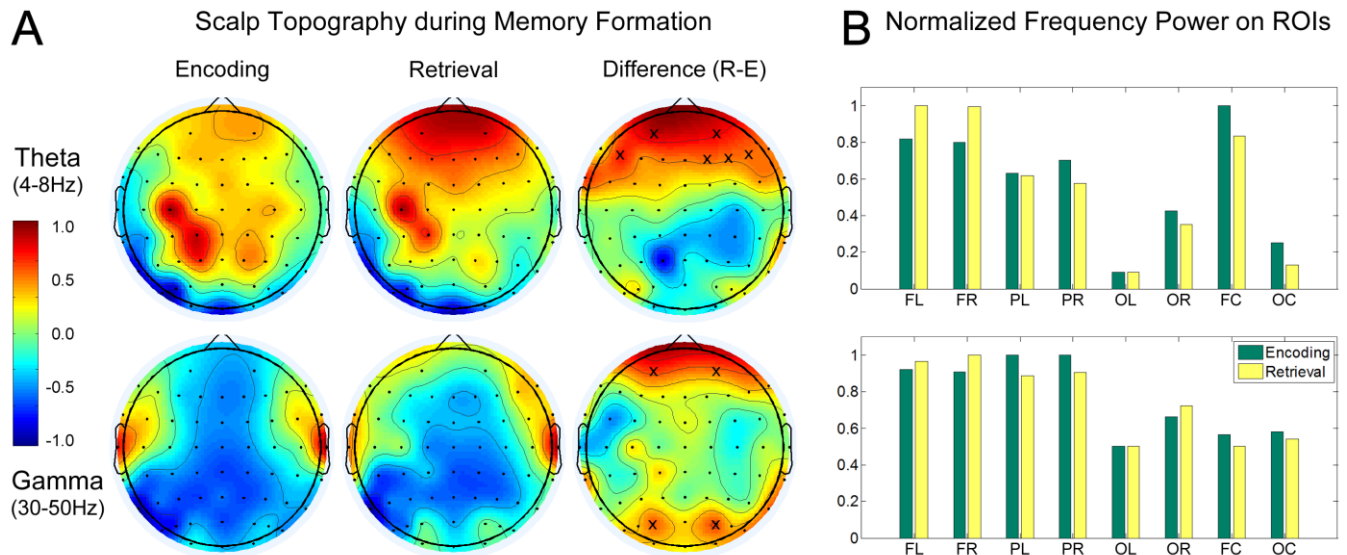 A Scalp Topography during Memory Formation
Encoding Retrieval Difference (R-E)
Theta
(4-8Hz)
1.0
0.5
0.0
-0.5
-1.0
Gamma
(30-50Hz)
x x
x x x x
x x
x x
B Normalized Frequency Power on ROIs
1
0.8
0.6
0.4
0.2
0
FL FR PL PR OL OR FC OC
Encoding
Retrieval
1
0.8
0.6
0.4
0.2
0
FL FR PL PR OL OR FC OC